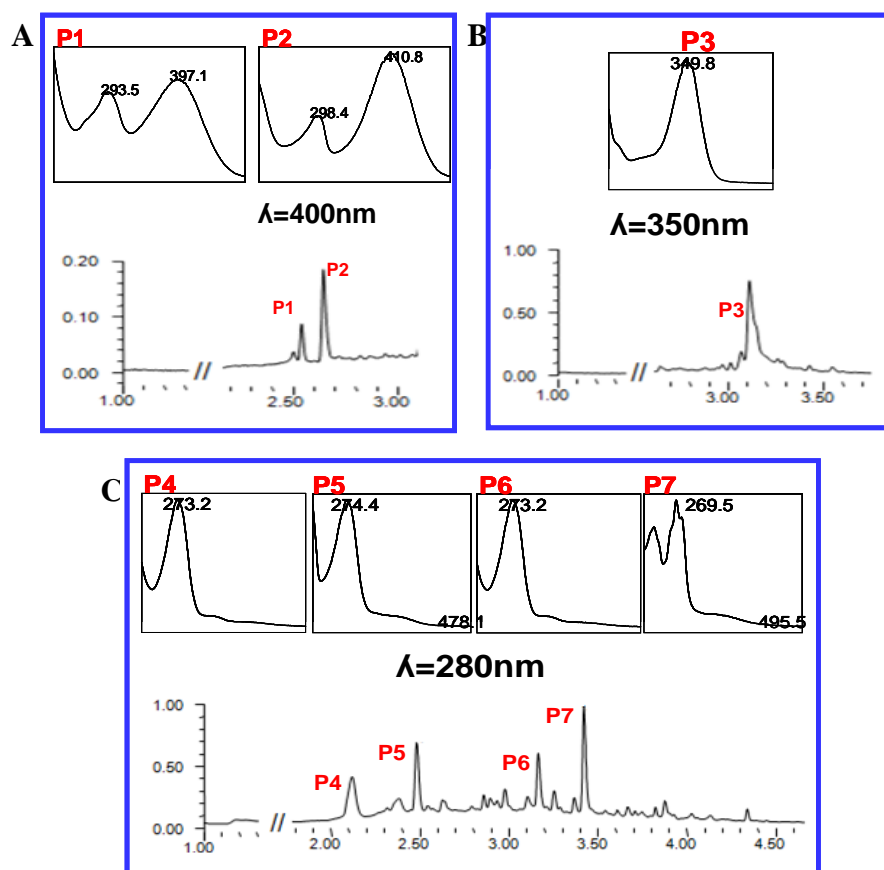 A
P1
P2
293.5
397.1
298.4
410.8
λ=400nm
0.20
0.10
0.00
P1
P2
//
1.00
2.50
3.00
B
P3
349.8
λ=350nm
1.00
0.50
0.00
P3
//
1.00
3.00
3.50
C
P4
P5
P6
P7
273.2
274.4
478.1
273.2
269.5
495.5
λ=280nm
1.00
0.50
0.00
P4
P5
P6
P7
//
1.00
2.00
2.50
3.00
3.50
4.00
4.50